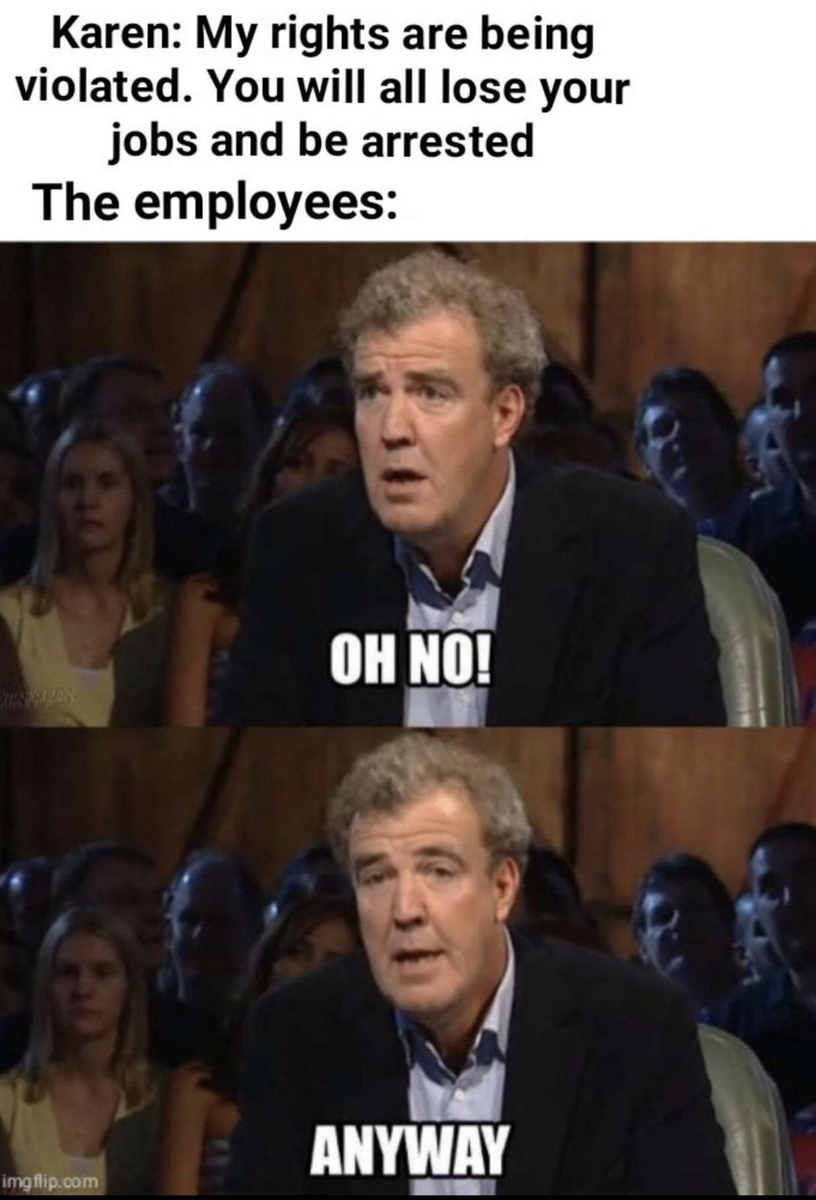 Karen: My rights are being
violated. You will all lose your
jobs and be arrested
The employees:
OH NO!
ANYWAY
imgflip.com